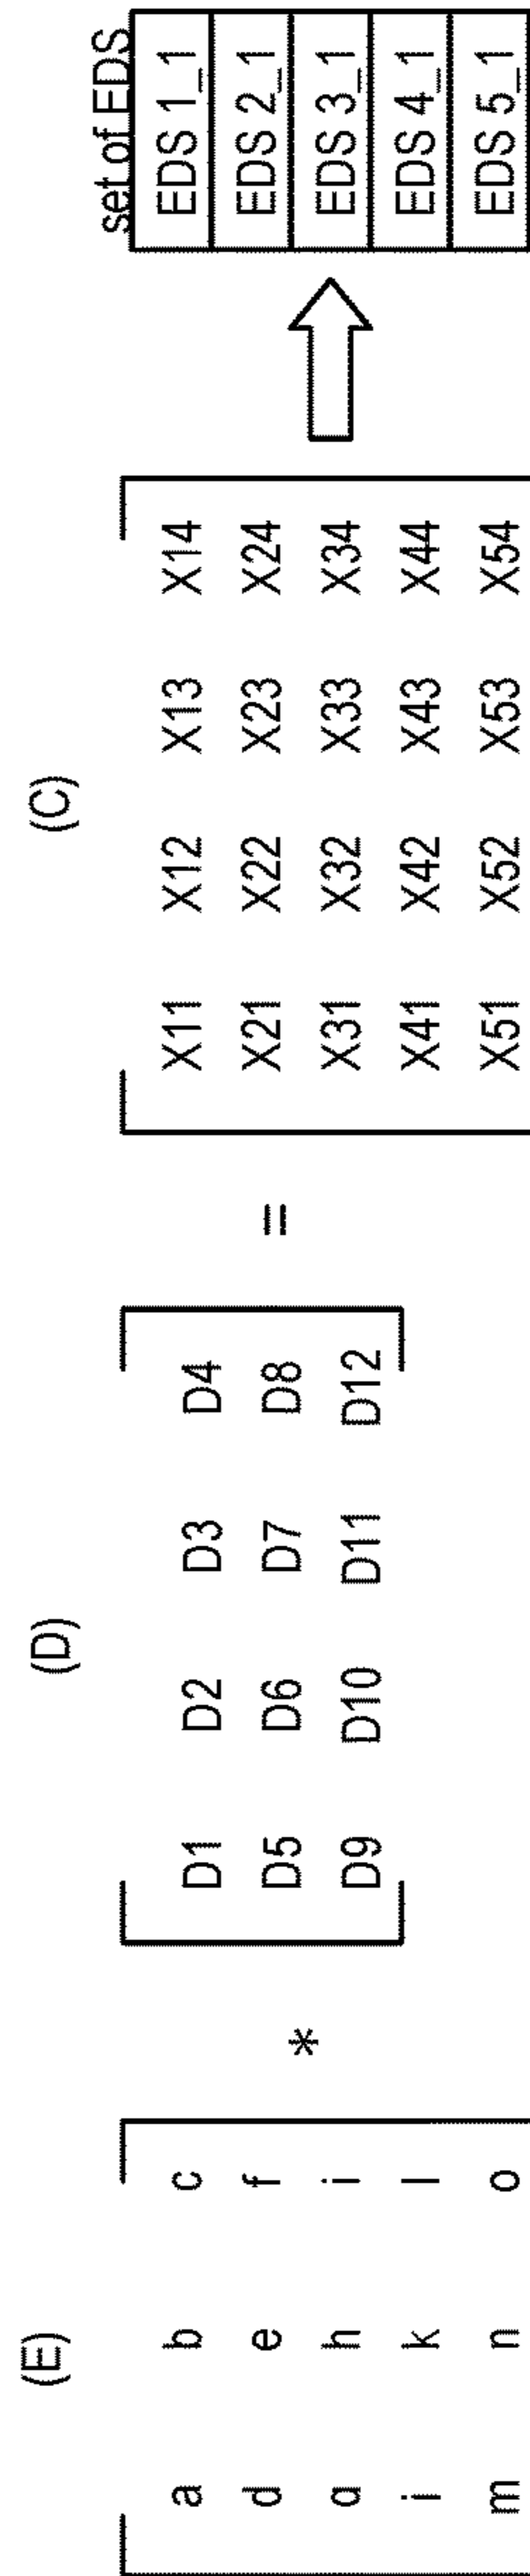 (E) (D) (C) set of EDS
a b c D1 D2 D3 D4 X11 X12 X13 X14 EDS 1_1
d e f * D5 D6 D7 D8 = X21 X22 X23 X24 EDS 2_1
g h i D9 D10 D11 D12 X31 X32 X33 X34 EDS 3_1
j k l X41 X42 X43 X44 EDS 4_1
m n o X51 X52 X53 X54 EDS 5_1